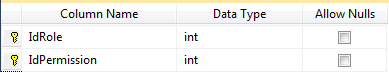 Column Name Data Type Allow Nulls
IdRole int
IdPermission int